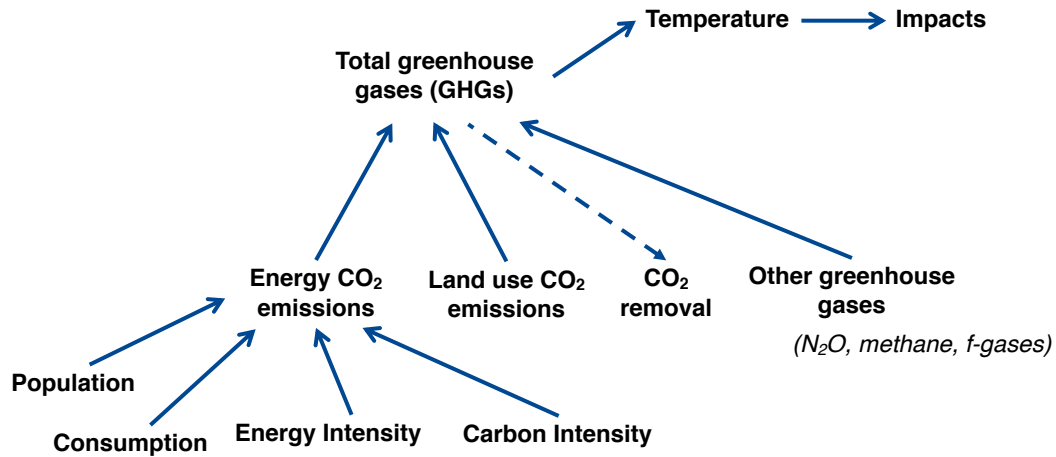 Temperature
Impacts
Total greenhouse
gases (GHGs)
Energy CO₂
emissions
Land use CO₂
emissions
CO₂
removal
Other greenhouse
gases
(N₂O, methane, f-gases)
Population
Consumption
Energy Intensity
Carbon Intensity